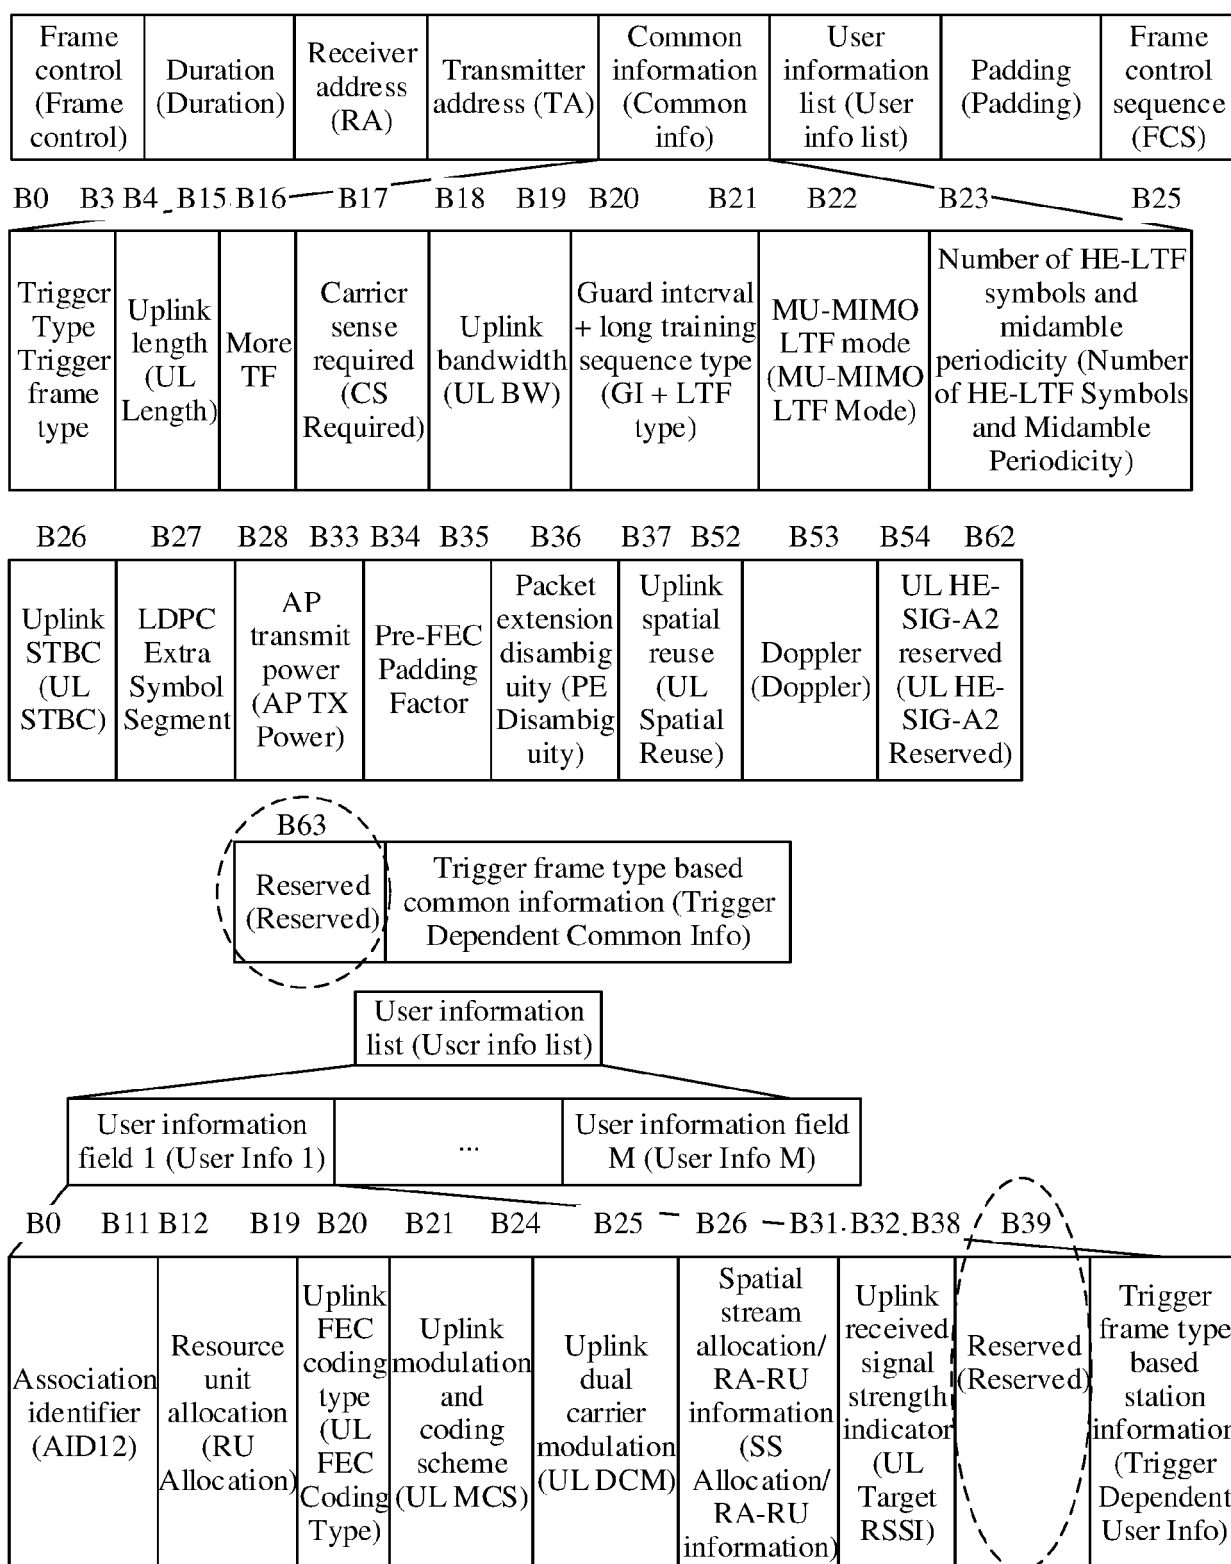 Frame
control
(Frame
control)
Duration
(Duration)
Receiver
address
(RA)
Transmitter
address (TA)
Common
information
(Common
info)
User
information
list (User
info list)
Padding
(Padding)
Frame
control
sequence
(FCS)
B0 B3 B4 B15 B16 B17 B18 B19 B20 B21 B22 B23 B25
Trigger
Type
Trigger
frame
type
Uplink
length
(UL
Length)
More
TF
Carrier
sense
required
(CS
Required)
Uplink
bandwidth
(UL BW)
Guard interval
+ long training
sequence type
(GI + LTF
type)
MU-MIMO
LTF mode
(MU-MIMO
LTF Mode)
Number of HE-LTF
symbols and
midamble
periodicity (Number
of HE-LTF Symbols
and Midamble
Periodicity)
B26 B27 B28 B33 B34 B35 B36 B37 B52 B53 B54 B62
Uplink
STBC
(UL
STBC)
LDPC
Extra
Symbol
Segment
AP
transmit
power
(AP TX
Power)
Pre-FEC
Padding
Factor
Packet
extension
disambig
uity (PE
Disambig
uity)
Uplink
spatial
reuse
(UL
Spatial
Reuse)
Doppler
(Doppler)
UL HE-
SIG-A2
reserved
(UL HE-
SIG-A2
Reserved)
B63
Reserved
(Reserved)
Trigger frame type based
common information (Trigger
Dependent Common Info)
User information
list (User info list)
User information
field 1 (User Info 1)
...
User information field
M (User Info M)
B0 B11 B12 B19 B20 B21 B24 B25 B26 B31 B32 B38 B39
Association
identifier
(AID12)
Resource
unit
allocation
(RU
Allocation)
Uplink
FEC
coding
type
(UL
FEC
Coding
Type)
Uplink
modulation
and
coding
scheme
(UL MCS)
Uplink
dual
carrier
modulation
(UL DCM)
Spatial
stream
allocation/
RA-RU
information
(SS
Allocation/
RA-RU
information)
Uplink
received
signal
strength
indicator
(UL
Target
RSSI)
Reserved
(Reserved)
Trigger
frame type
based
station
information
(Trigger
Dependent
User Info)